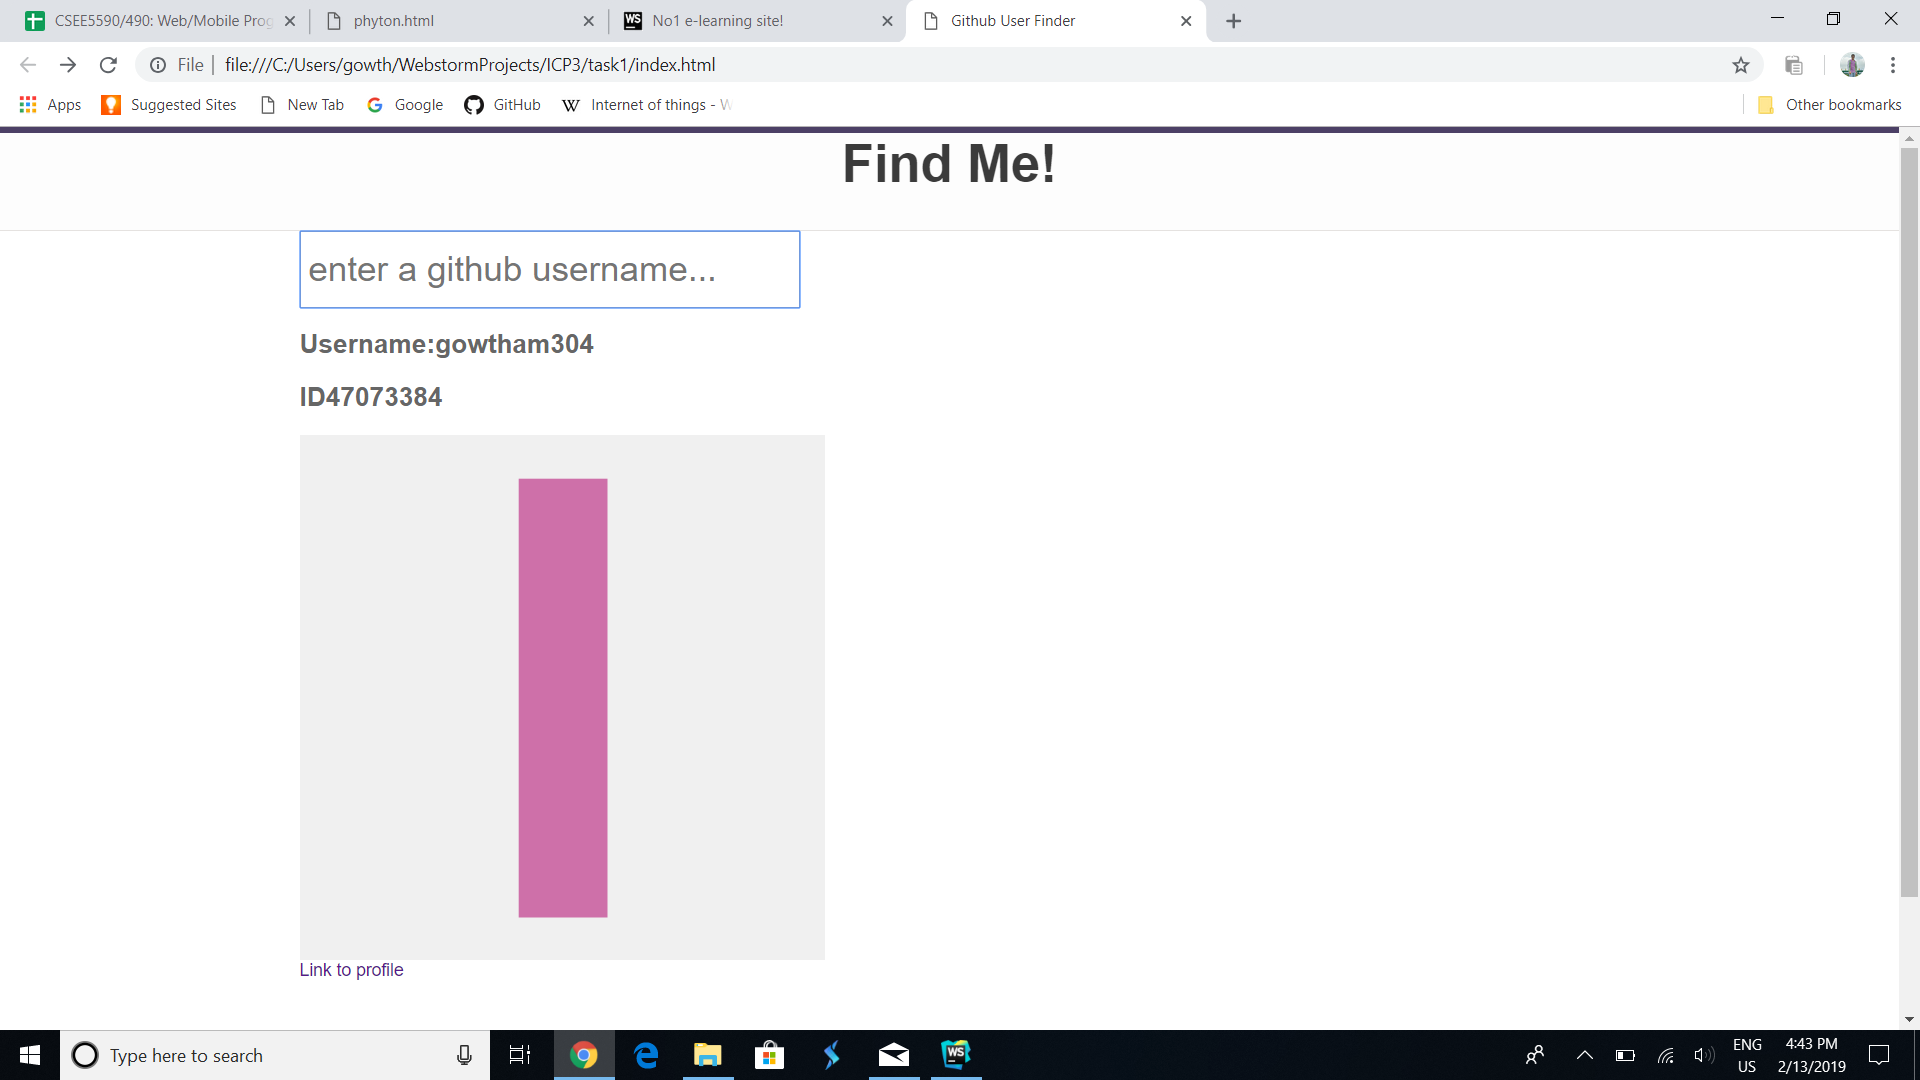 CSEE5590/490: Web/Mobile Prog
phyton.html
WS No1 e-learning site!
Github User Finder
File file:///C:/Users/gowth/WebstormProjects/ICP3/task1/index.html
Apps Suggested Sites New Tab Google GitHub W Internet of things - W Other bookmarks
Find Me!
enter a github username...
Username:gowtham304
ID47073384
Link to profile
Type here to search
WS
ENG
US
4:43 PM
2/13/2019